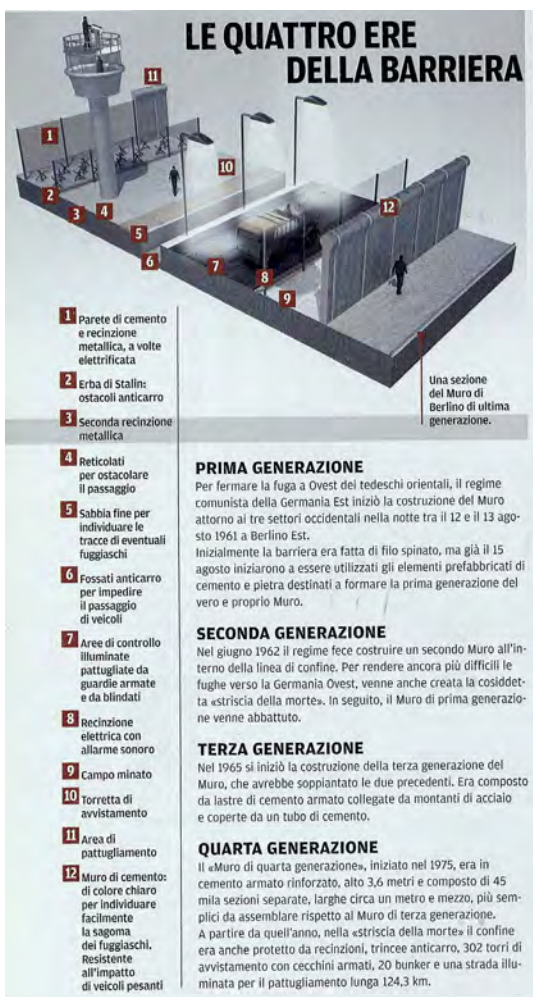 LE QUATTRO ERE
DELLA BARRIERA
11
1
10
2
3
4
12
5
6
7
8
9
1 Parete di cemento
e recinzione
metallica, a volte
elettrificata
2 Erba di Stalin:
ostacoli anticarro
3 Seconda recinzione
metallica
4 Reticolati
per ostacolare
il passaggio
5 Sabbia fine per
individuare le
tracce di eventuali
fuggiaschi
6 Fossati anticarro
per impedire
il passaggio
di veicoli
7 Aree di controllo
illuminate
pattugliate da
guardie armate
e da blindati
8 Recinzione
elettrica con
allarme sonoro
9 Campo minato
10 Torretta di
avvistamento
11 Area di
pattugliamento
12 Muro di cemento:
di colore chiaro
per individuare
facilmente
la sagoma
dei fuggiaschi.
Resistente
all'impatto
di veicoli pesanti
Una sezione
del Muro di
Berlino di ultima
generazione.
PRIMA GENERAZIONE
Per fermare la fuga a Ovest dei tedeschi orientali, il regime
comunista della Germania Est iniziò la costruzione del Muro
attorno ai tre settori occidentali nella notte tra il 12 e il 13 ago-
sto 1961 a Berlino Est.
Inizialmente la barriera era fatta di filo spinato, ma già il 15
agosto iniziarono a essere utilizzati gli elementi prefabbricati di
cemento e pietra destinati a formare la prima generazione del
vero e proprio Muro.
SECONDA GENERAZIONE
Nel giugno 1962 il regime fece costruire un secondo Muro all'in-
terno della linea di confine. Per rendere ancora più difficili le
fughe verso la Germania Ovest, venne anche creata la cosiddet-
ta «striscia della morte». In seguito, il Muro di prima generazio-
ne venne abbattuto.
TERZA GENERAZIONE
Nel 1965 si iniziò la costruzione della terza generazione del
Muro, che avrebbe soppiantato le due precedenti. Era composto
da lastre di cemento armato collegate da montanti di acciaio
e coperte da un tubo di cemento.
QUARTA GENERAZIONE
Il «Muro di quarta generazione», iniziato nel 1975, era in
cemento armato rinforzato, alto 3,6 metri e composto di 45
mila sezioni separate, larghe circa un metro e mezzo, più sem-
plici da assemblare rispetto al Muro di terza generazione.
A partire da quell'anno, nella «striscia della morte» il confine
era anche protetto da recinzioni, trincee anticarro, 302 torri di
avvistamento con cecchini armati, 20 bunker e una strada illu-
minata per il pattugliamento lunga 124,3 km.